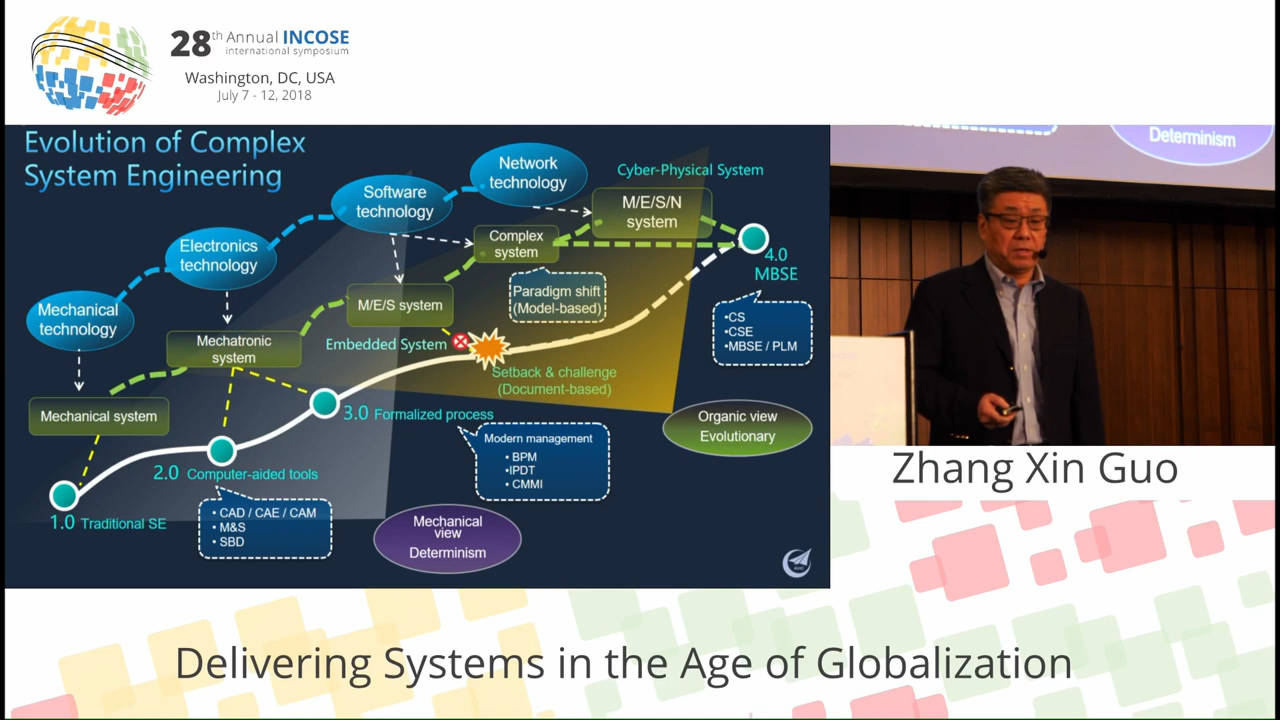 28th Annual INCOSE
international symposium
Washington, DC, USA
July 7 - 12, 2018
Evolution of Complex
System Engineering
Mechanical
technology
Electronics
technology
Software
technology
Network
technology
Cyber-Physical System
M/E/S/N
system
Complex
system
4.0
MBSE
M/E/S system
Paradigm shift
(Model-based)
•CS
•CSE
•MBSE / PLM
Mechatronic
system
Embedded System
Setback & challenge
(Document-based)
Mechanical system
3.0 Formalized process
Organic view
Evolutionary
Modern management
• BPM
•IPDT
• CMMI
2.0 Computer-aided tools
1.0 Traditional SE
• CAD / CAE / CAM
• M&S
• SBD
Mechanical
view
Determinism
Determinism
Zhang Xin Guo
Delivering Systems in the Age of Globalization